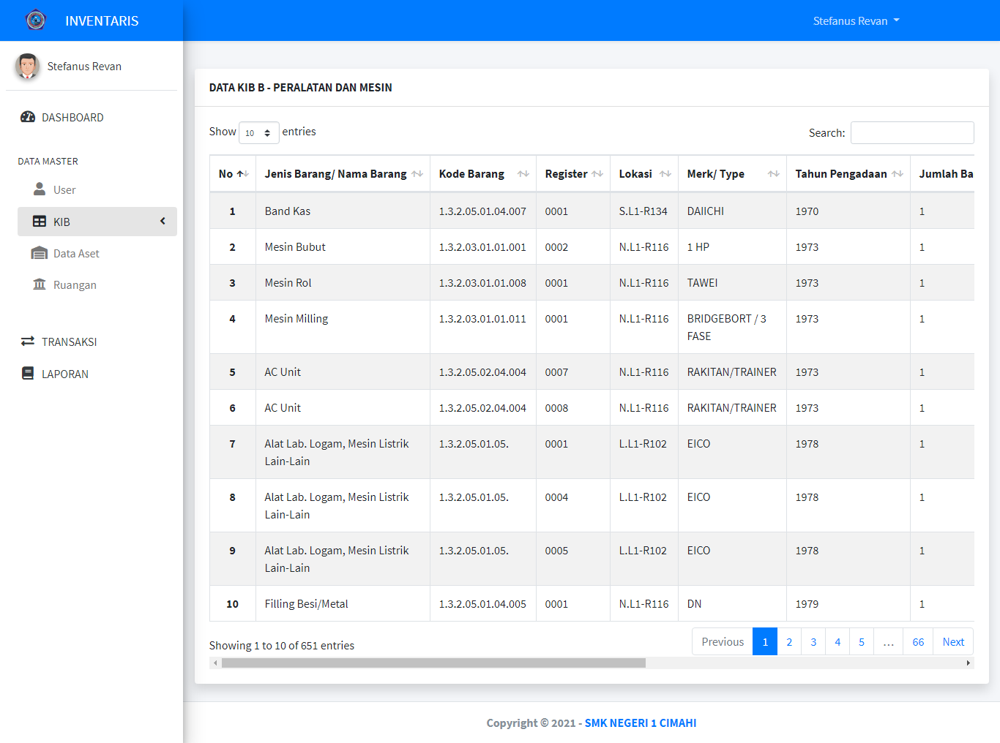 INVENTARIS
Stefanus Revan
Stefanus Revan
DASHBOARD
DATA MASTER
User
KIB
Data Aset
Ruangan
TRANSAKSI
LAPORAN
DATA KIB B - PERALATAN DAN MESIN
Show 10 entries
Search:
No Jenis Barang/ Nama Barang Kode Barang Register Lokasi Merk/ Type Tahun Pengadaan Jumlah Ba
1 Band Kas 1.3.2.05.01.04.007 0001 S.L1-R134 DAIICHI 1970 1
2 Mesin Bubut 1.3.2.03.01.01.001 0002 N.L1-R116 1 HP 1973 1
3 Mesin Rol 1.3.2.03.01.01.008 0001 N.L1-R116 TAWEI 1973 1
4 Mesin Milling 1.3.2.03.01.01.011 0001 N.L1-R116 BRIDGEBORT / 3 1973 1
FASE
5 AC Unit 1.3.2.05.02.04.004 0007 N.L1-R116 RAKITAN/TRAINER 1973 1
6 AC Unit 1.3.2.05.02.04.004 0008 N.L1-R116 RAKITAN/TRAINER 1973 1
7 Alat Lab. Logam, Mesin Listrik 1.3.2.05.01.05. 0001 L.L1-R102 EICO 1978 1
Lain-Lain
8 Alat Lab. Logam, Mesin Listrik 1.3.2.05.01.05. 0004 L.L1-R102 EICO 1978 1
Lain-Lain
9 Alat Lab. Logam, Mesin Listrik 1.3.2.05.01.05. 0005 L.L1-R102 EICO 1978 1
Lain-Lain
10 Filling Besi/Metal 1.3.2.05.01.04.005 0001 N.L1-R116 DN 1979 1
Showing 1 to 10 of 651 entries
Previous 1 2 3 4 5 ... 66 Next
Copyright © 2021 - SMK NEGERI 1 CIMAHI